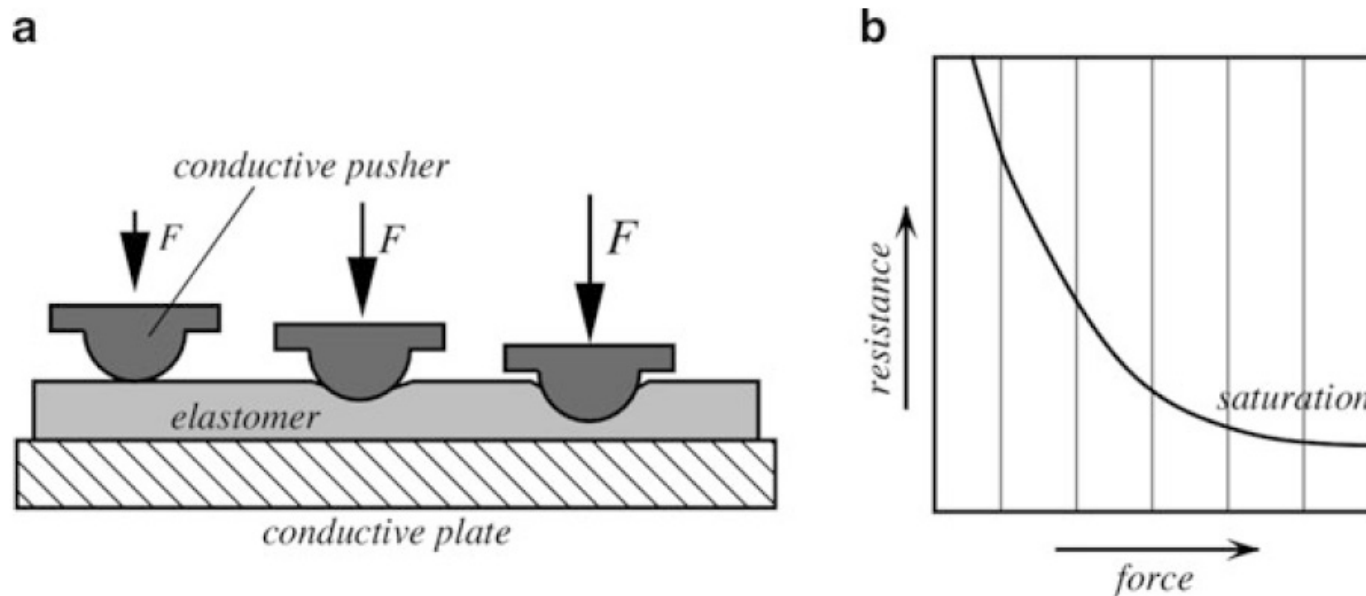 a
b
conductive pusher
F
F
F
elastomer
conductive plate
resistance
saturation
force